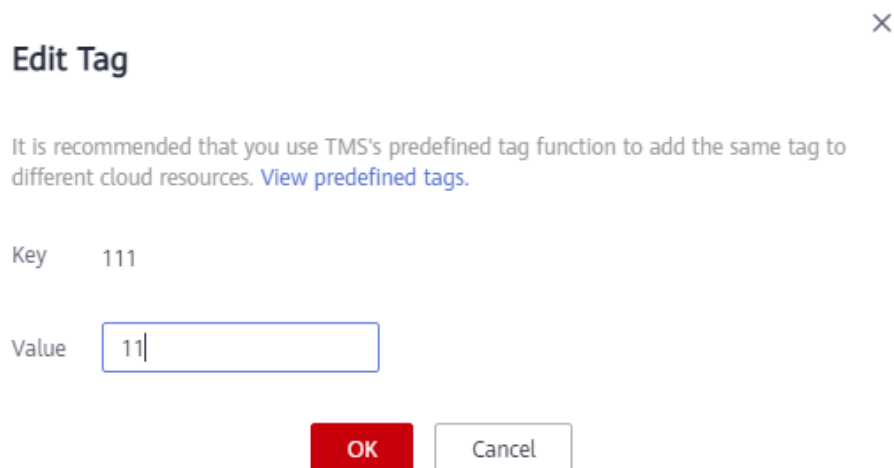 Edit Tag
It is recommended that you use TMS's predefined tag function to add the same tag to
different cloud resources. View predefined tags.
Key 111
Value 11
OK Cancel